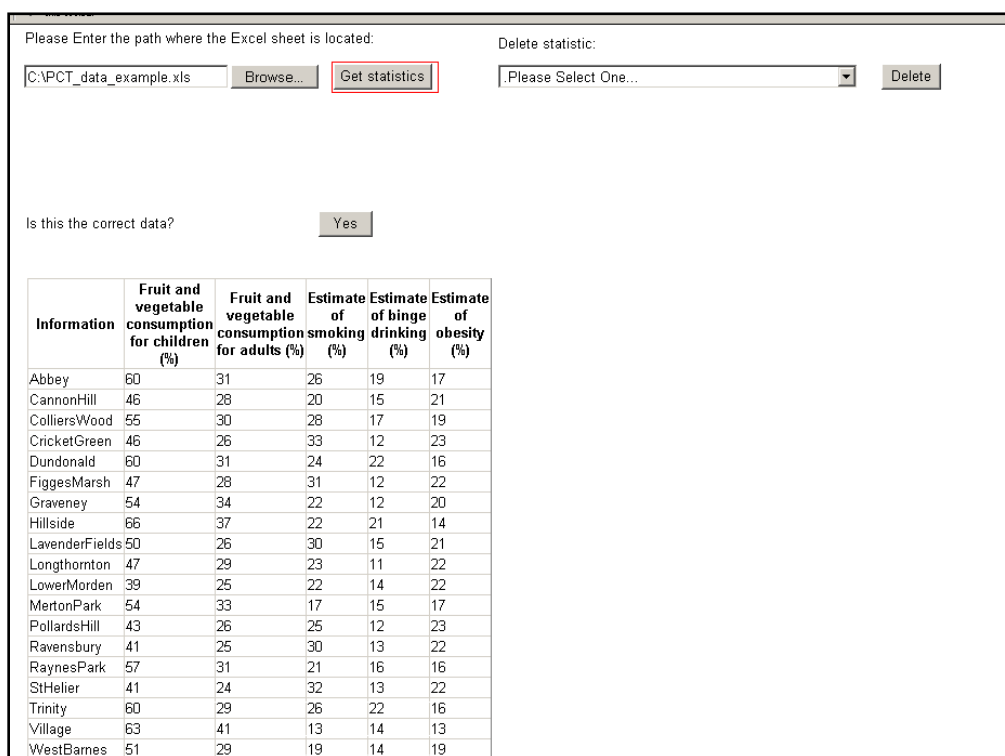 Please Enter the path where the Excel sheet is located:
Delete statistic:
C:\PCT_data_example.xls Browse... Get statistics .Please Select One... Delete
Is this the correct data? Yes
Information Fruit and vegetable consumption for children (%) Fruit and vegetable consumption for adults (%) Estimate of smoking (%) Estimate of binge drinking (%) Estimate of obesity (%)
Abbey 60 31 26 19 17
CannonHill 46 28 20 15 21
ColliersWood 55 30 28 17 19
CricketGreen 46 26 33 12 23
Dundonald 60 31 24 22 16
FiggesMarsh 47 28 31 12 22
Graveney 54 34 22 12 20
Hillside 66 37 22 21 14
LavenderFields 50 26 30 15 21
Longthornton 47 29 23 11 22
LowerMorden 39 25 22 14 22
MertonPark 54 33 17 15 17
PollardsHill 43 26 25 12 23
Ravensbury 41 25 30 13 22
RaynesPark 57 31 21 16 16
StHelier 41 24 32 13 22
Trinity 60 29 26 22 16
Village 63 41 13 14 13
WestBarnes 51 29 19 14 19